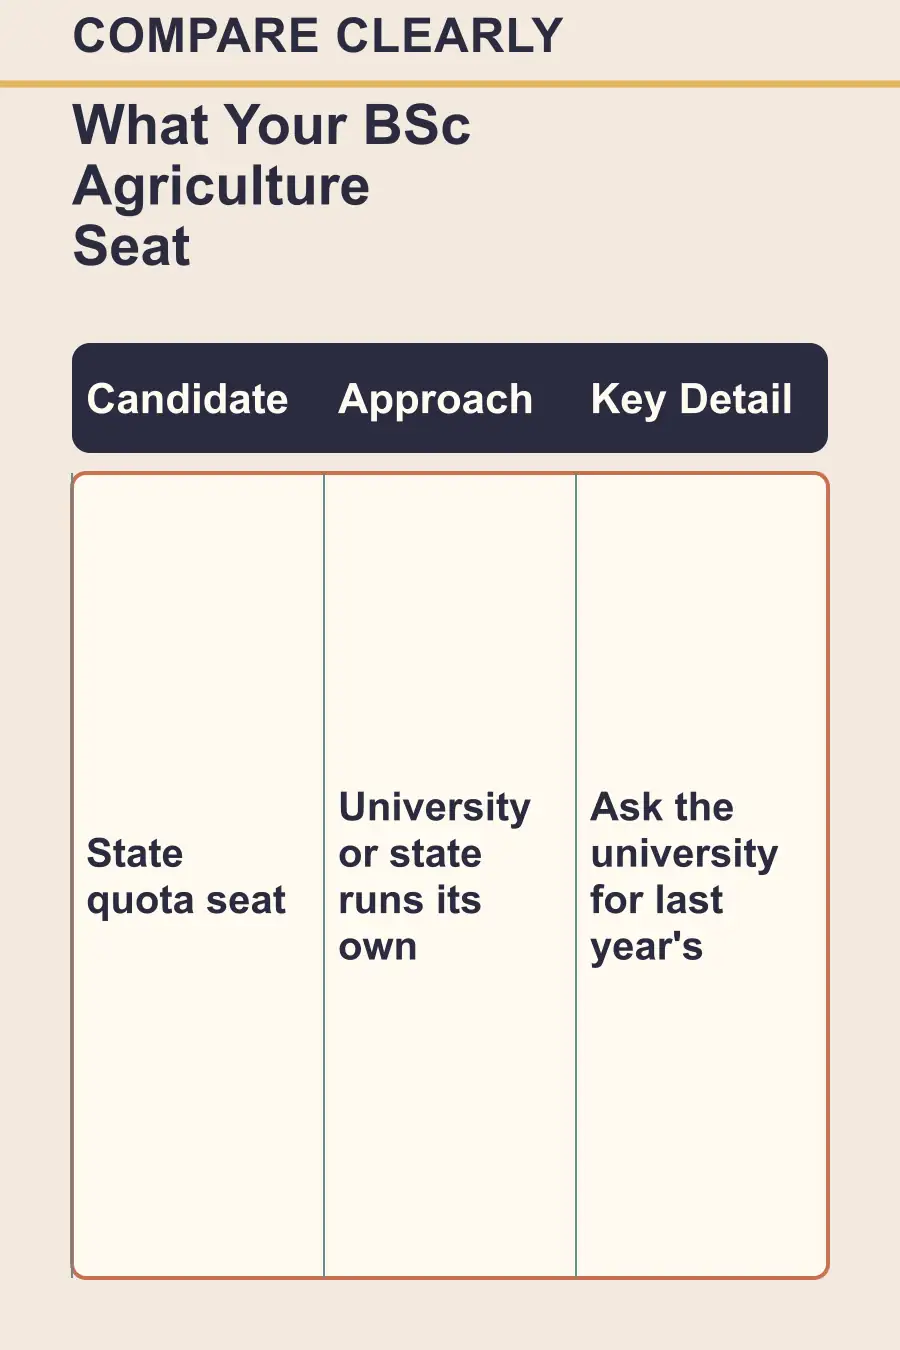 COMPARE CLEARLY
What Your BSc
Agriculture
Seat
Candidate Approach Key Detail
State
quota seat
University
or state
runs its
own
Ask the
university
for last
year's